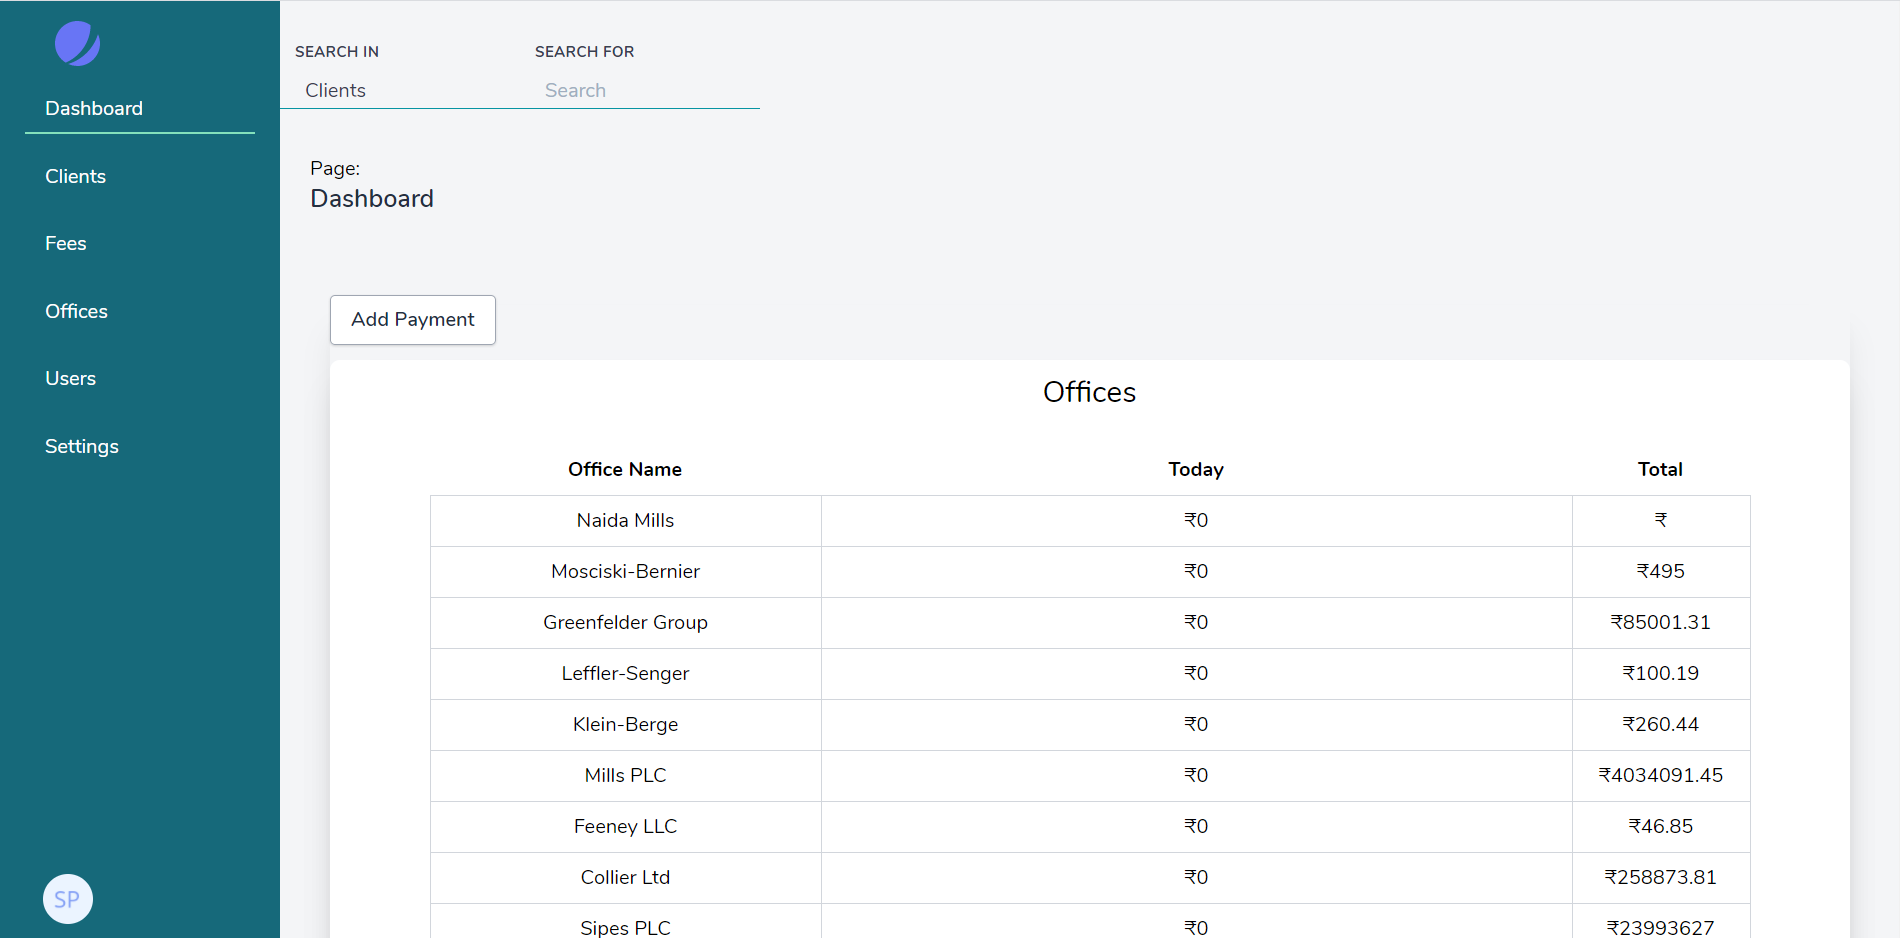 Dashboard
Clients
Fees
Offices
Users
Settings
SP
SEARCH IN
SEARCH FOR
Clients
Search
Page:
Dashboard
Add Payment
Offices
Office Name Today Total
Naida Mills ₹0 ₹
Mosciski-Bernier ₹0 ₹495
Greenfelder Group ₹0 ₹85001.31
Leffler-Senger ₹0 ₹100.19
Klein-Berge ₹0 ₹260.44
Mills PLC ₹0 ₹4034091.45
Feeney LLC ₹0 ₹46.85
Collier Ltd ₹0 ₹258873.81
Sipes PLC ₹0 ₹23993627